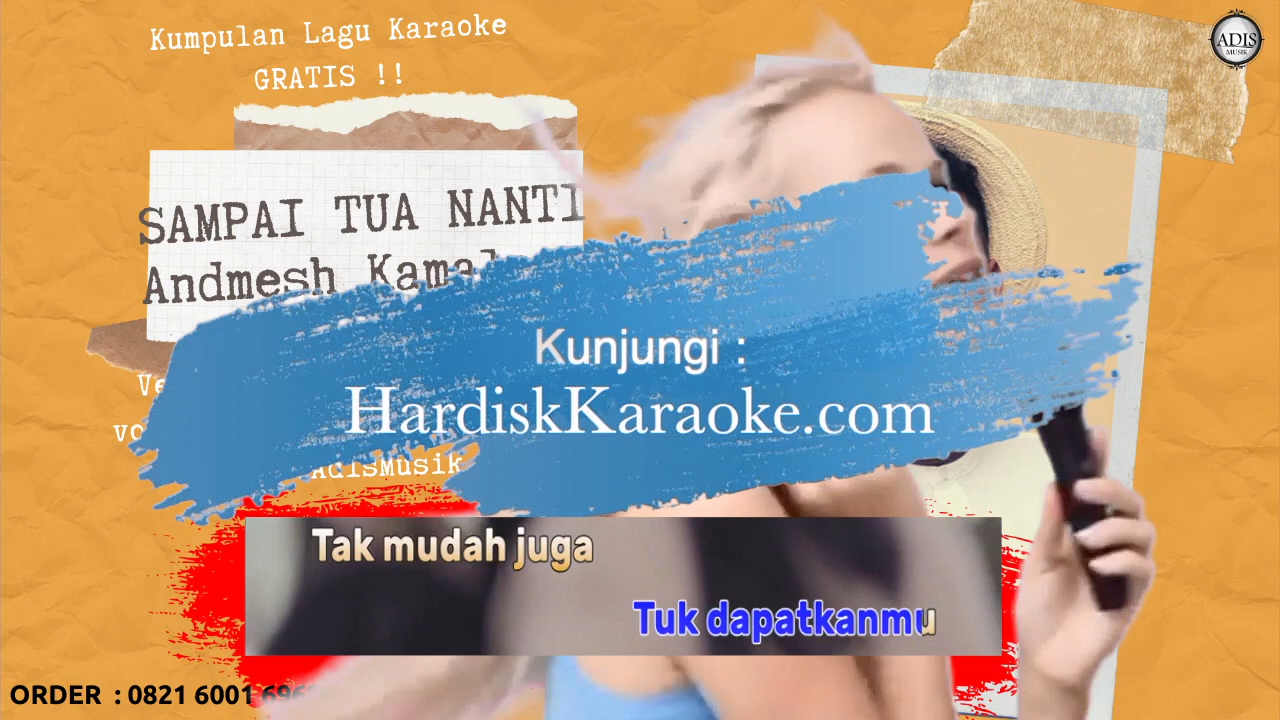 Kumpulan Lagu Karaoke
GRATIS !!
ADIS
MUSIK
SAMPAI TUA NANTI
Andmesh
Kunjungi :
HardiskKaraoke.com
AdisMusik
Tak mudah juga
Tuk dapatkanmu
ORDER : 0821 6001